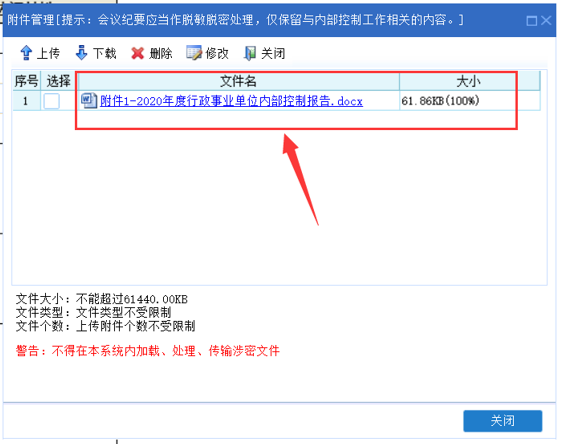 附件管理[提示：会议纪要应当作脱敏脱密处理，仅保留与内部控制工作相关的内容。]
上传 下载 删除 修改 关闭
序号 选择 文件名 大小
1 附件1-2020年度行政事业单位内部控制报告.docx 61.86KB(100%)
文件大小：不能超过61440.00KB
文件类型：文件类型不受限制
文件个数：上传附件个数不受限制
警告：不得在本系统内加载、处理、传输涉密文件
关闭